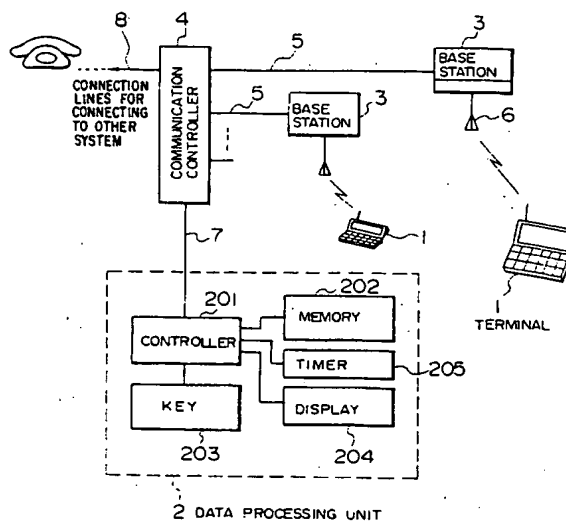 8
4
5
3
CONNECTION
LINES FOR
CONNECTING
TO OTHER
SYSTEM
COMMUNICATION
CONTROLLER
BASE
STATION
5
3
BASE
STATION
6
1
7
1
TERMINAL
201
202
CONTROLLER
MEMORY
TIMER
205
KEY
DISPLAY
203
204
2 DATA PROCESSING UNIT